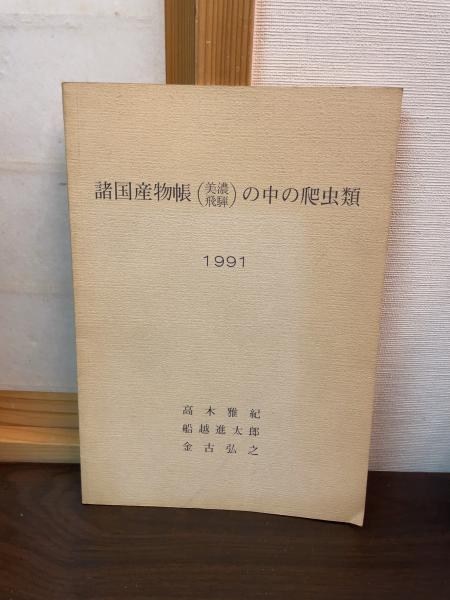 諸国産物帳(美濃飛騨)の中の爬虫類
1991
高木雅紀
船越進太郎
金古弘之